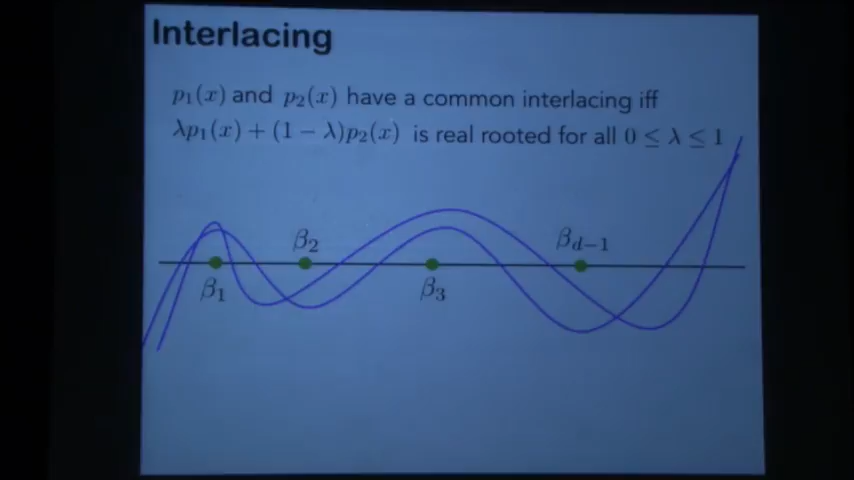 Interlacing
p₁(x) and p₂(x) have a common interlacing iff
λp₁(x) + (1 − λ)p₂(x) is real rooted for all 0 ≤ λ ≤ 1
β₂
β_{d−1}
β₁
β₃